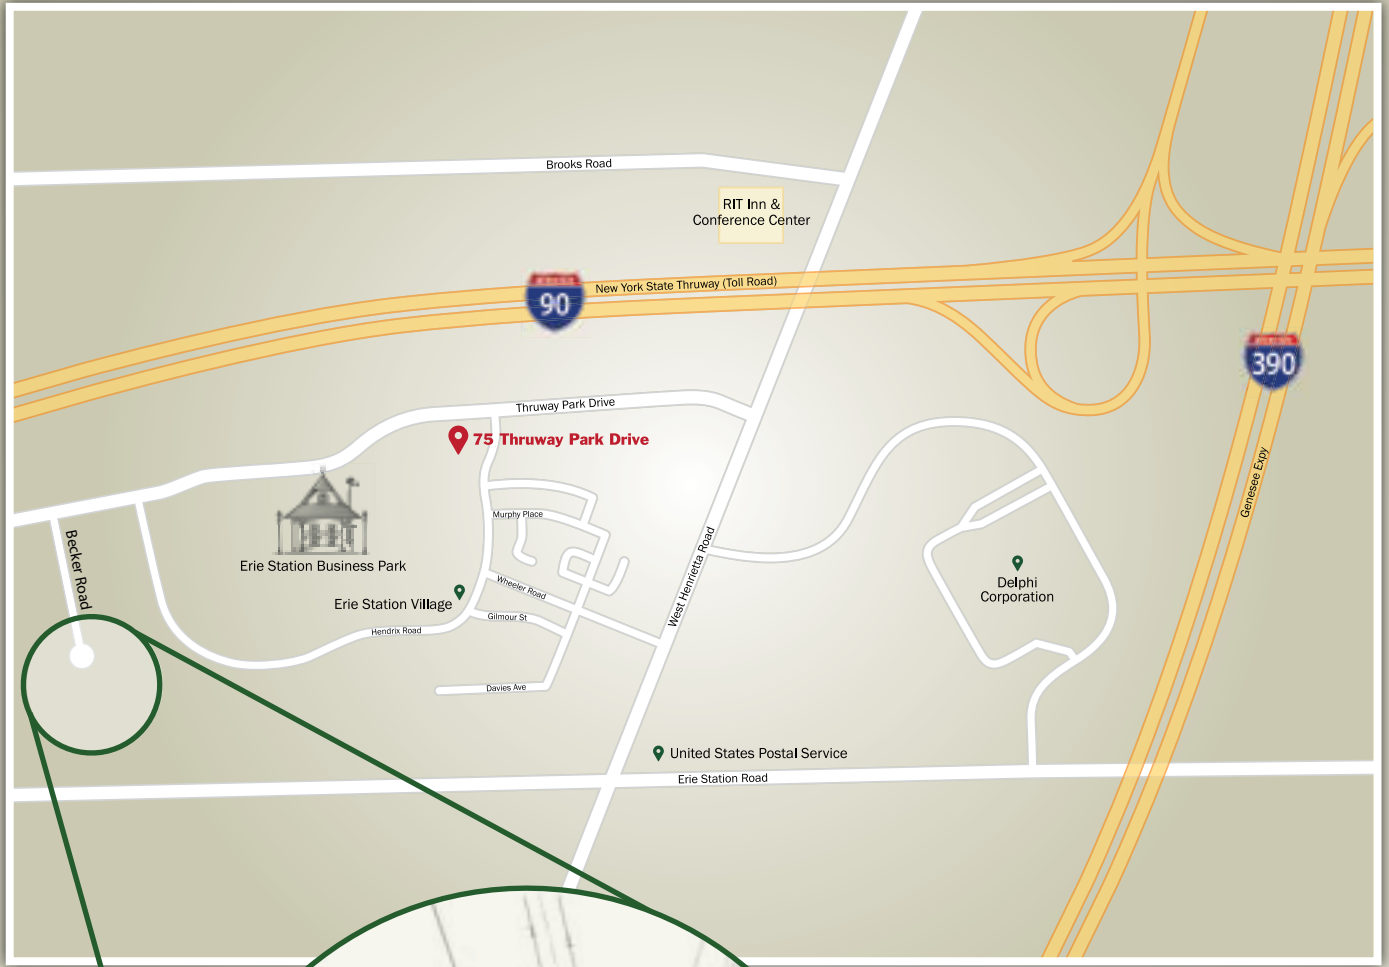 Brooks Road
RIT Inn &
Conference Center
New York State Thruway (Toll Road)
90
390
Thruway Park Drive
75 Thruway Park Drive
Genesee Expy
Murphy Place
Becker Road
Erie Station Business Park
West Henrietta Road
Delphi
Corporation
Wheeler Road
Erie Station Village
Gilmour St
Hendrix Road
Davies Ave
United States Postal Service
Erie Station Road